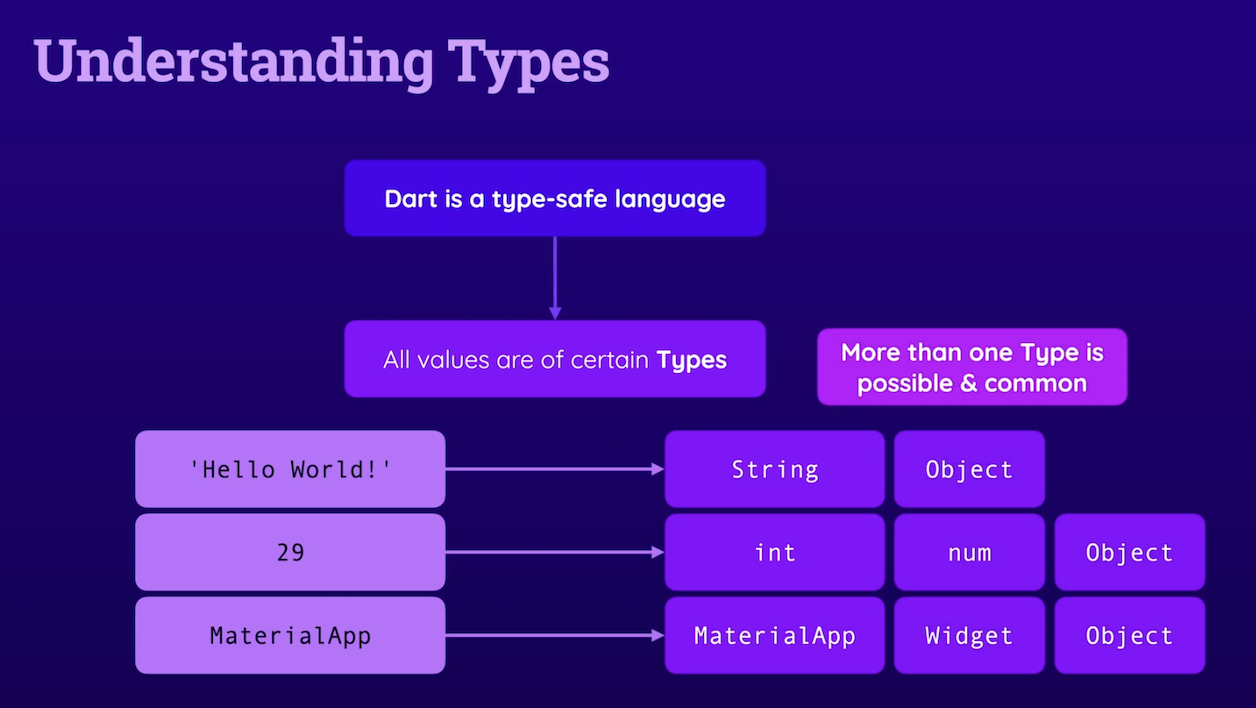 Understanding Types
Dart is a type-safe language
All values are of certain Types
More than one Type is
possible & common
'Hello World!'
String
Object
29
int
num
Object
MaterialApp
MaterialApp
Widget
Object